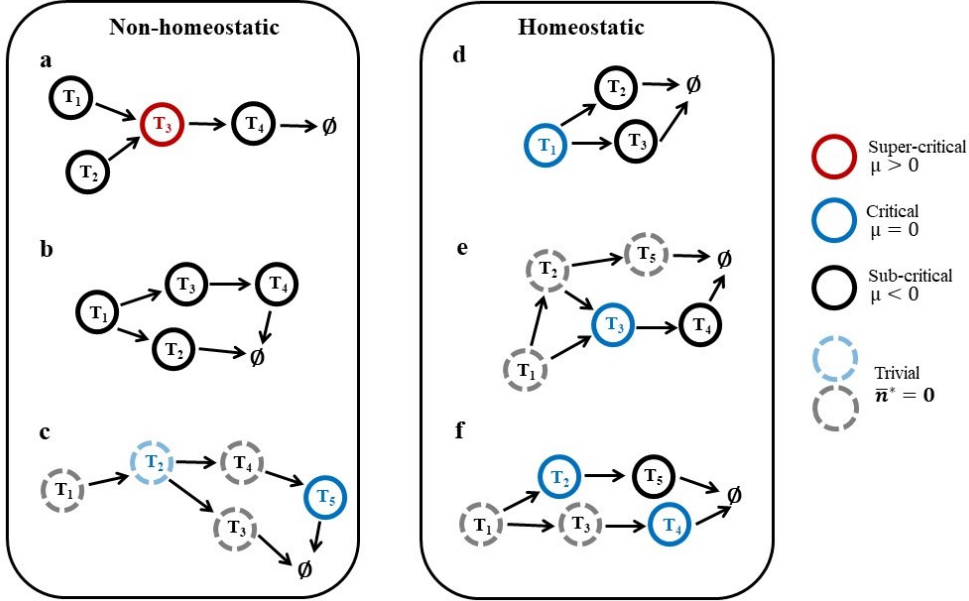 Non-homeostatic
a
T₁
T₂
T₃
T₄
∅
b
T₁
T₃
T₄
T₂
∅
c
T₁
T₂
T₄
T₃
T₅
∅
Homeostatic
d
T₁
T₂
T₃
∅
e
T₂
T₅
∅
T₃
T₄
T₁
f
T₁
T₂
T₅
T₃
T₄
∅
Super-critical
μ > 0
Critical
μ = 0
Sub-critical
μ < 0
Trivial
n̅* = 0